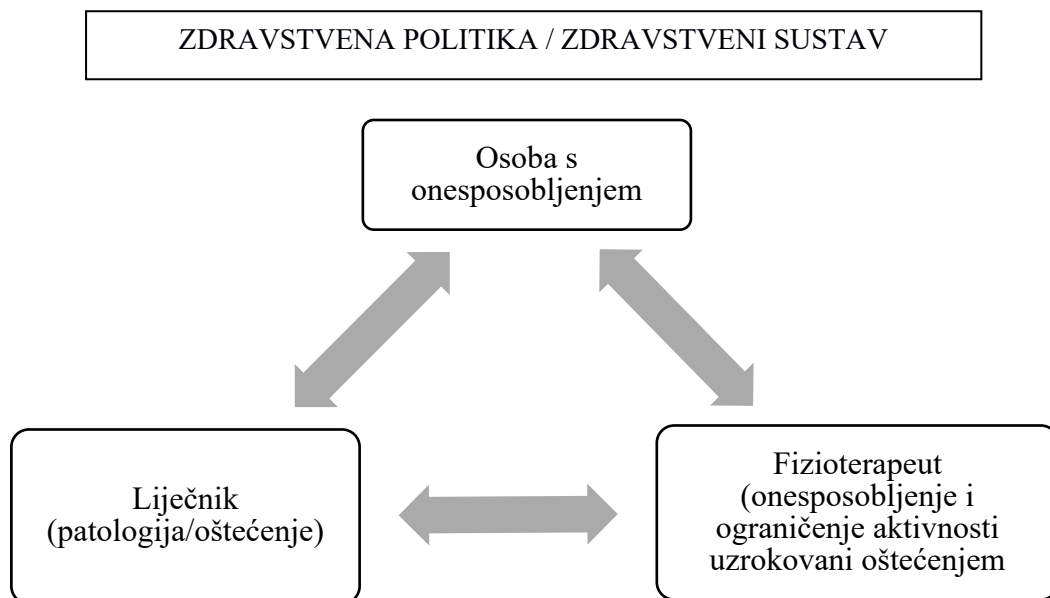 ZDRAVSTVENA POLITIKA / ZDRAVSTVENI SUSTAV
Osoba s
onesposobljenjem
Liječnik
(patologija/oštećenje)
Fizioterapeut
(onesposobljenje i
ograničenje aktivnosti
uzrokovani oštećenjem